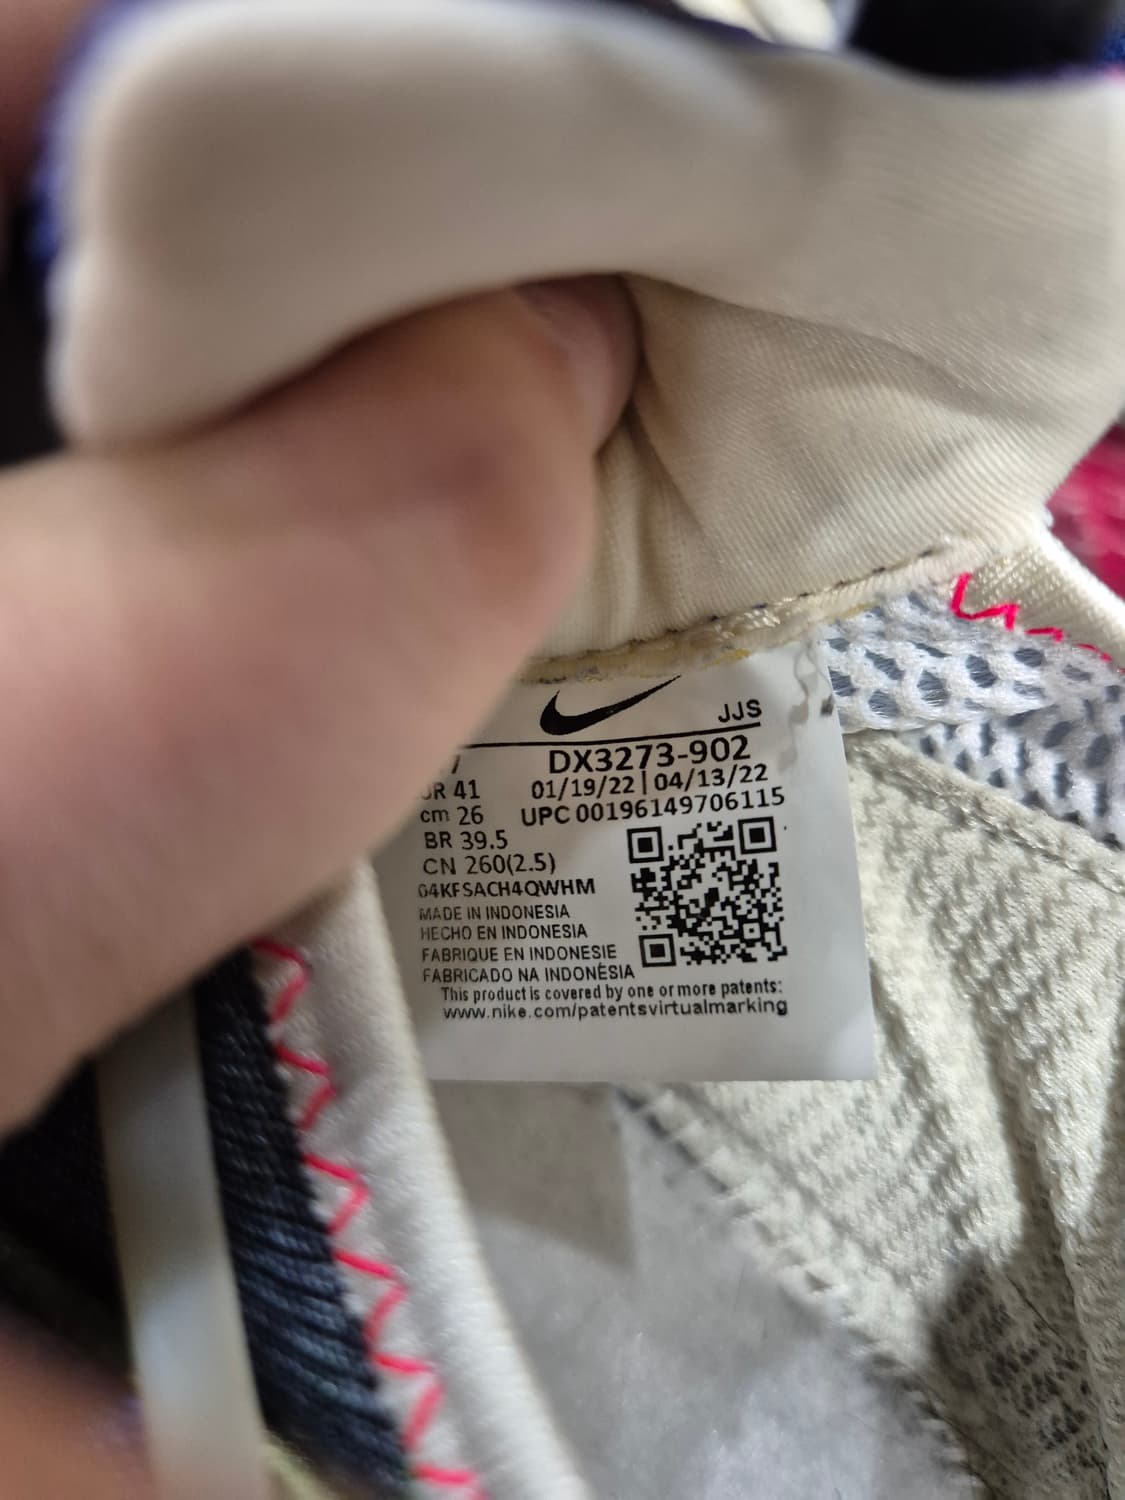 JJS
DX3273-902
01/19/22 | 04/13/22
UPC 00196149706115
41
cm 26
BR 39.5
CN 260(2.5)
04KFSACH4QWHM
MADE IN INDONESIA
HECHO EN INDONESIA
FABRIQUE EN INDONESIE
FABRICADO NA INDONÉSIA
This product is covered by one or more patents:
www.nike.com/patentsvirtualmarking